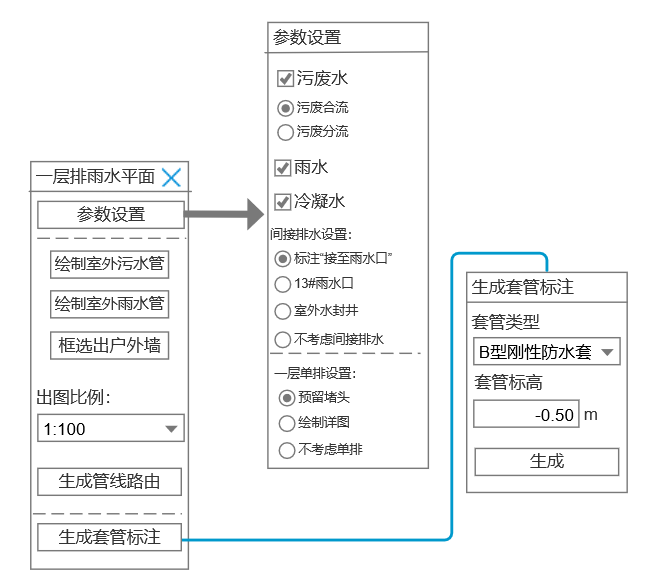 一层排雨水平面
参数设置
绘制室外污水管
绘制室外雨水管
框选出户外墙
出图比例：
1:100
生成管线路由
生成套管标注
参数设置
污废水
污废合流
污废分流
雨水
冷凝水
间接排水设置：
标注“接至雨水口”
13#雨水口
室外水封井
不考虑间接排水
一层单排设置：
预留堵头
绘制详图
不考虑单排
生成套管标注
套管类型
B型刚性防水套
套管标高
-0.50 m
生成